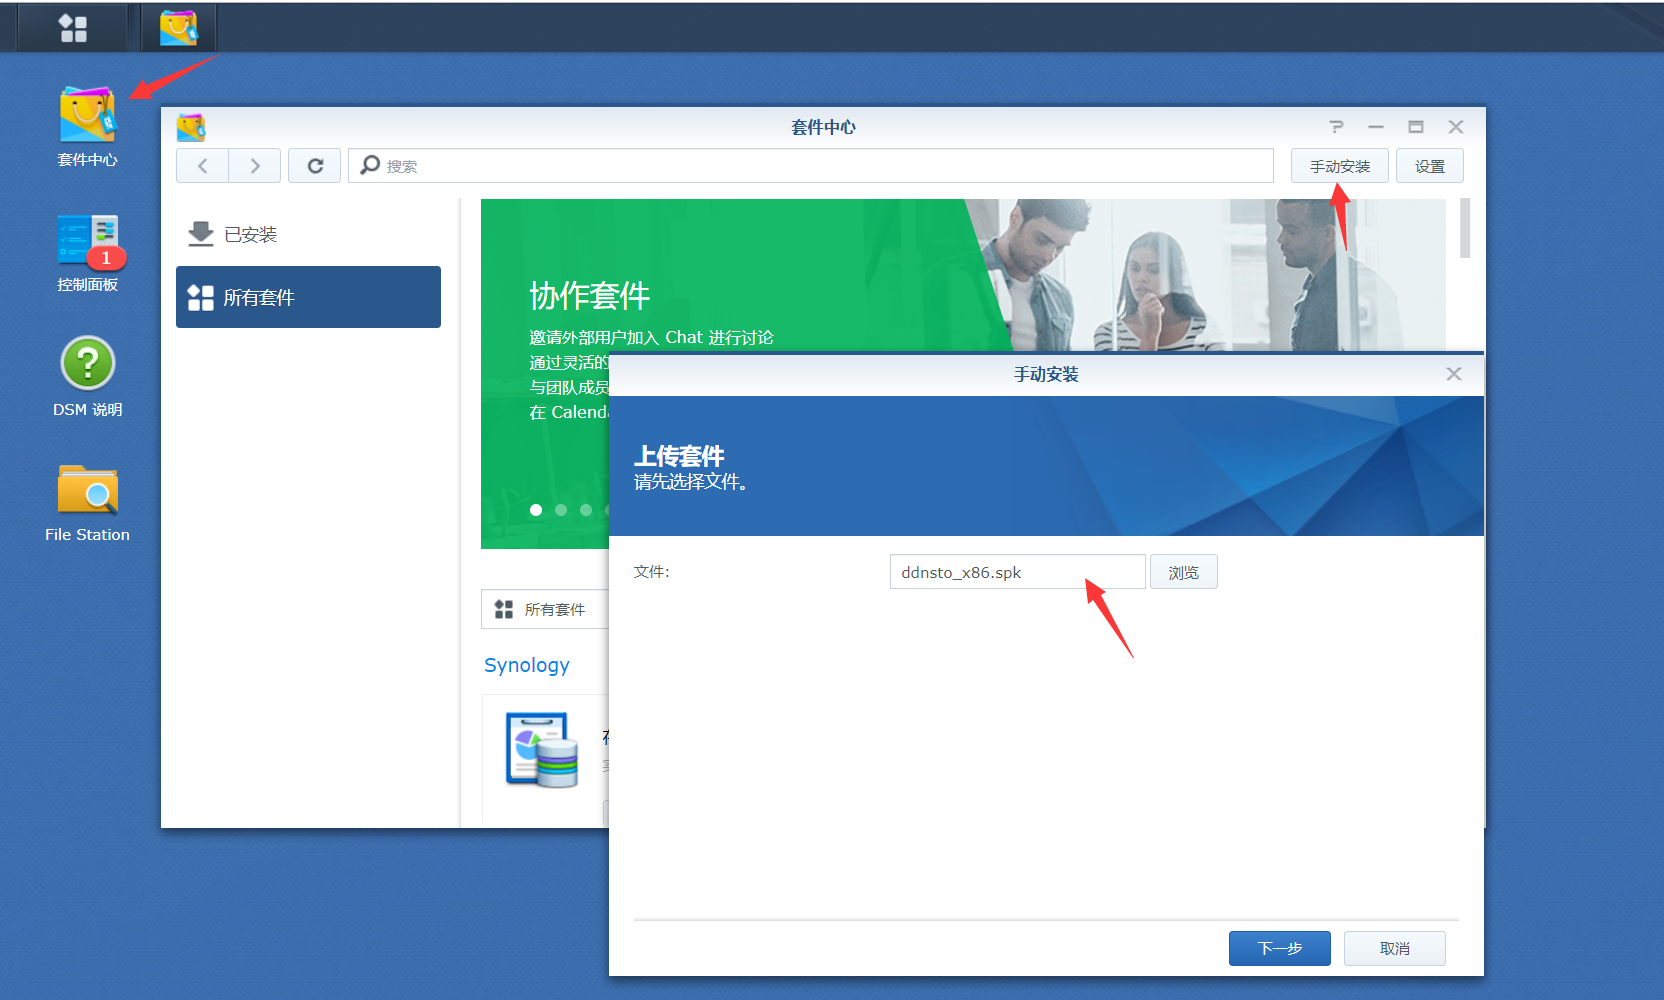 套件中心
控制面板
1
DSM 说明
File Station
套件中心
搜索
手动安装
设置
已安装
所有套件
协作套件
邀请外部用户加入 Chat 进行讨论
通过灵活的
与团队成员
在 Calenda
所有套件
Synology
手动安装
上传套件
请先选择文件。
文件:
ddnsto_x86.spk
浏览
下一步
取消